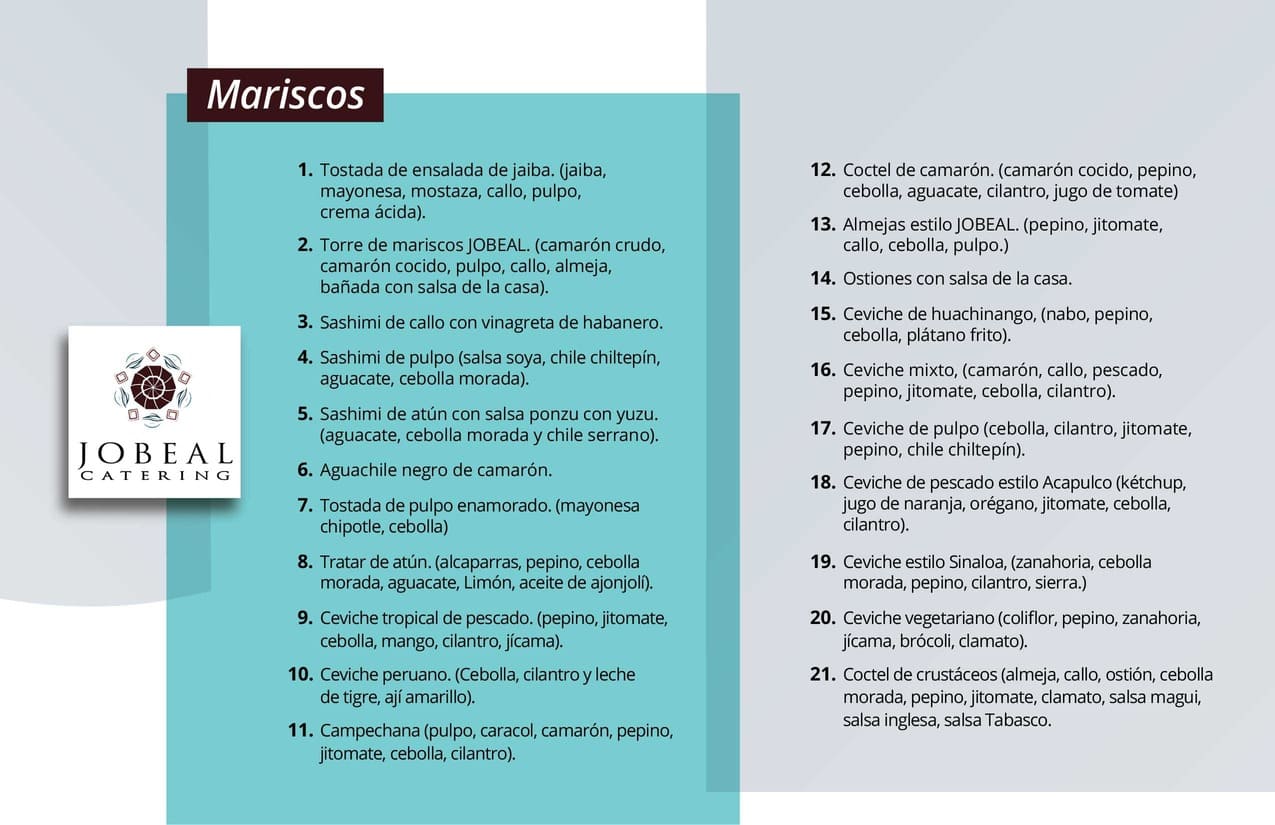 Mariscos
1. Tostada de ensalada de jaiba. (jaiba,
mayonesa, mostaza, callo, pulpo,
crema ácida).
2. Torre de mariscos JOBEAL. (camarón crudo,
camarón cocido, pulpo, callo, almeja,
bañada con salsa de la casa).
3. Sashimi de callo con vinagreta de habanero.
4. Sashimi de pulpo (salsa soya, chile chiltepín,
aguacate, cebolla morada).
5. Sashimi de atún con salsa ponzu con yuzu.
(aguacate, cebolla morada y chile serrano).
6. Aguachile negro de camarón.
7. Tostada de pulpo enamorado. (mayonesa
chipotle, cebolla)
8. Tratar de atún. (alcaparras, pepino, cebolla
morada, aguacate, Limón, aceite de ajonjolí).
9. Ceviche tropical de pescado. (pepino, jitomate,
cebolla, mango, cilantro, jícama).
10. Ceviche peruano. (Cebolla, cilantro y leche
de tigre, ají amarillo).
11. Campechana (pulpo, caracol, camarón, pepino,
jitomate, cebolla, cilantro).
12. Coctel de camarón. (camarón cocido, pepino,
cebolla, aguacate, cilantro, jugo de tomate)
13. Almejas estilo JOBEAL. (pepino, jitomate,
callo, cebolla, pulpo.)
14. Ostiones con salsa de la casa.
15. Ceviche de huachinango, (nabo, pepino,
cebolla, plátano frito).
16. Ceviche mixto, (camarón, callo, pescado,
pepino, jitomate, cebolla, cilantro).
17. Ceviche de pulpo (cebolla, cilantro, jitomate,
pepino, chile chiltepín).
18. Ceviche de pescado estilo Acapulco (kétchup,
jugo de naranja, orégano, jitomate, cebolla,
cilantro).
19. Ceviche estilo Sinaloa, (zanahoria, cebolla
morada, pepino, cilantro, sierra.)
20. Ceviche vegetariano (coliflor, pepino, zanahoria,
jícama, brócoli, clamato).
21. Coctel de crustáceos (almeja, callo, ostión, cebolla
morada, pepino, jitomate, clamato, salsa magui,
salsa inglesa, salsa Tabasco.
JOBEAL
CATERING